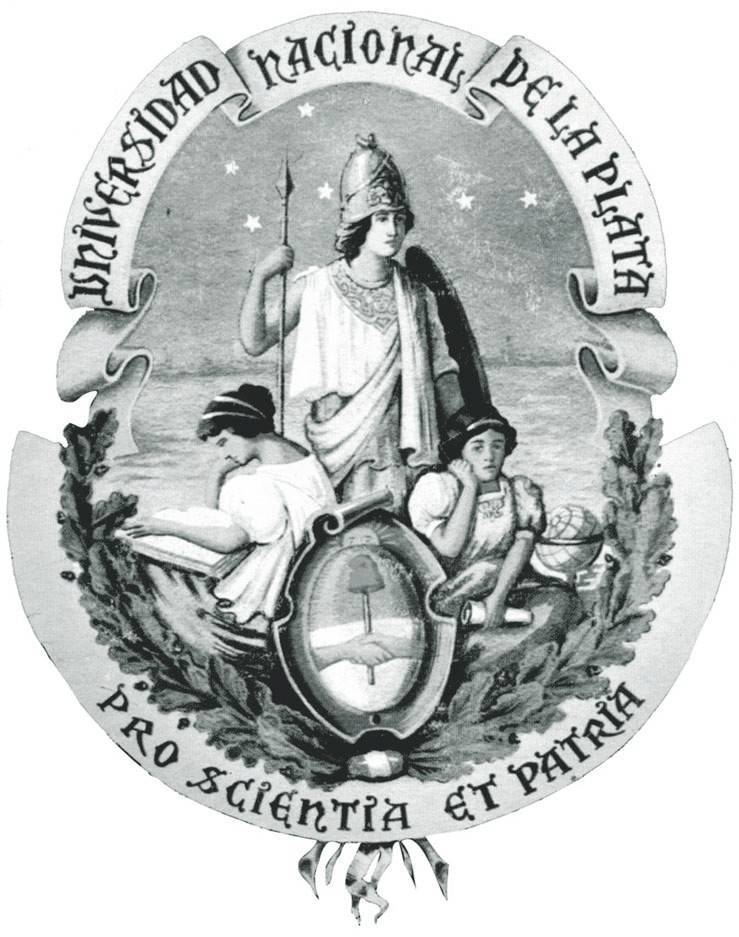 UNIVERSIDAD NACIONAL DE LA PLATA
PRO SCIENTIA ET PATRIA